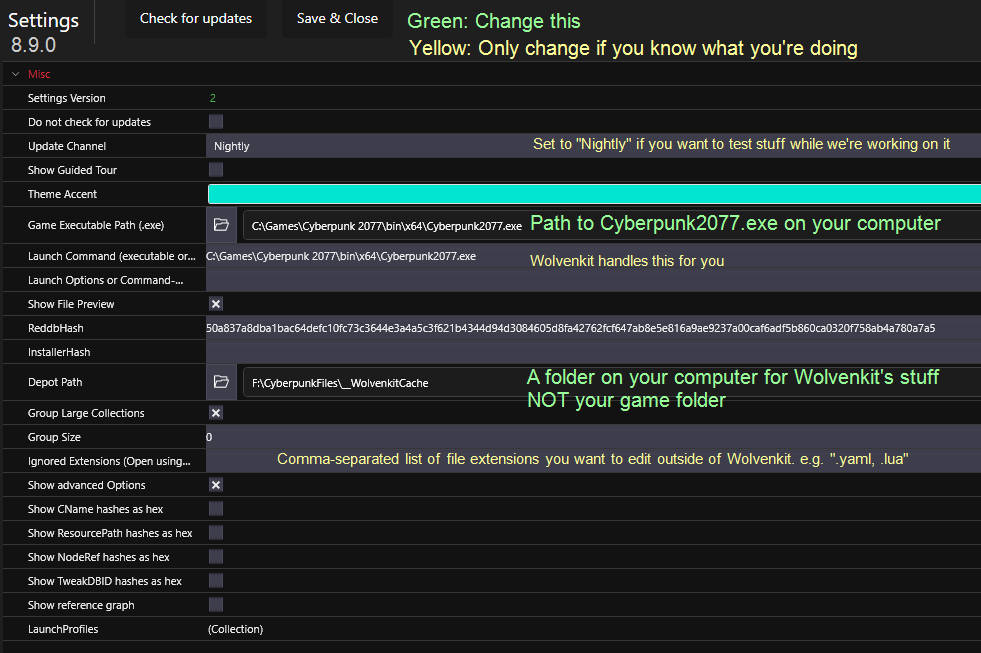 Settings
8.9.0
Check for updates
Save & Close
Green: Change this
Yellow: Only change if you know what you're doing
Misc
Settings Version 2
Do not check for updates
Update Channel Nightly Set to "Nightly" if you want to test stuff while we're working on it
Show Guided Tour
Theme Accent
Game Executable Path (.exe) C:\Games\Cyberpunk 2077\bin\x64\Cyberpunk2077.exe Path to Cyberpunk2077.exe on your computer
Launch Command (executable or... C:\Games\Cyberpunk 2077\bin\x64\Cyberpunk2077.exe Wolvenkit handles this for you
Launch Options or Command-...
Show File Preview
ReddbHash 50a837a8dba1bac64defc10fc73c3644e3a4a5c3f621b4344d94d3084605d8fa42762fcf647ab8e5e816a9ae9237a00caf6adf5b860ca0320f758ab4a780a7a5
InstallerHash
Depot Path F:\CyberpunkFiles\__WolvenkitCache A folder on your computer for Wolvenkit's stuff
NOT your game folder
Group Large Collections
Group Size 0
Ignored Extensions (Open using... Comma-separated list of file extensions you want to edit outside of Wolvenkit. e.g. ".yaml, .lua"
Show advanced Options
Show CName hashes as hex
Show ResourcePath hashes as hex
Show NodeRef hashes as hex
Show TweakDBID hashes as hex
Show reference graph
LaunchProfiles (Collection)